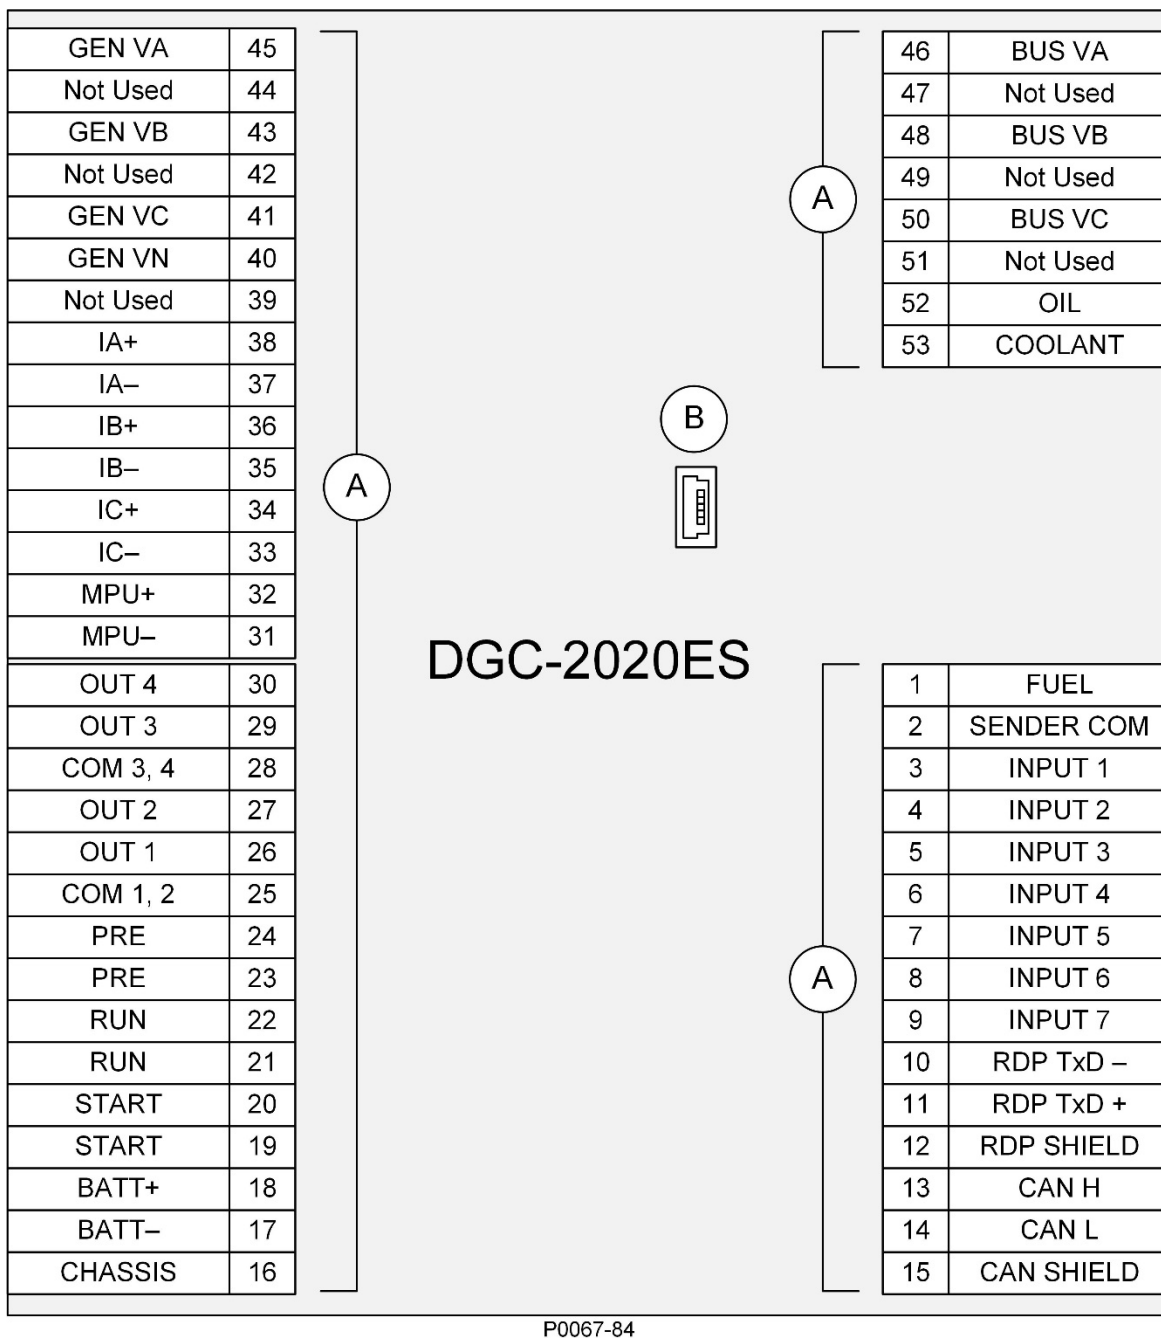 GEN VA 45
Not Used 44
GEN VB 43
Not Used 42
GEN VC 41
GEN VN 40
Not Used 39
IA+ 38
IA– 37
IB+ 36
IB– 35
IC+ 34
IC– 33
MPU+ 32
MPU– 31
OUT 4 30
OUT 3 29
COM 3, 4 28
OUT 2 27
OUT 1 26
COM 1, 2 25
PRE 24
PRE 23
RUN 22
RUN 21
START 20
START 19
BATT+ 18
BATT– 17
CHASSIS 16
A
B
DGC-2020ES
A
46 BUS VA
47 Not Used
48 BUS VB
49 Not Used
50 BUS VC
51 Not Used
52 OIL
53 COOLANT
A
1 FUEL
2 SENDER COM
3 INPUT 1
4 INPUT 2
5 INPUT 3
6 INPUT 4
7 INPUT 5
8 INPUT 6
9 INPUT 7
10 RDP TxD –
11 RDP TxD +
12 RDP SHIELD
13 CAN H
14 CAN L
15 CAN SHIELD
P0067-84